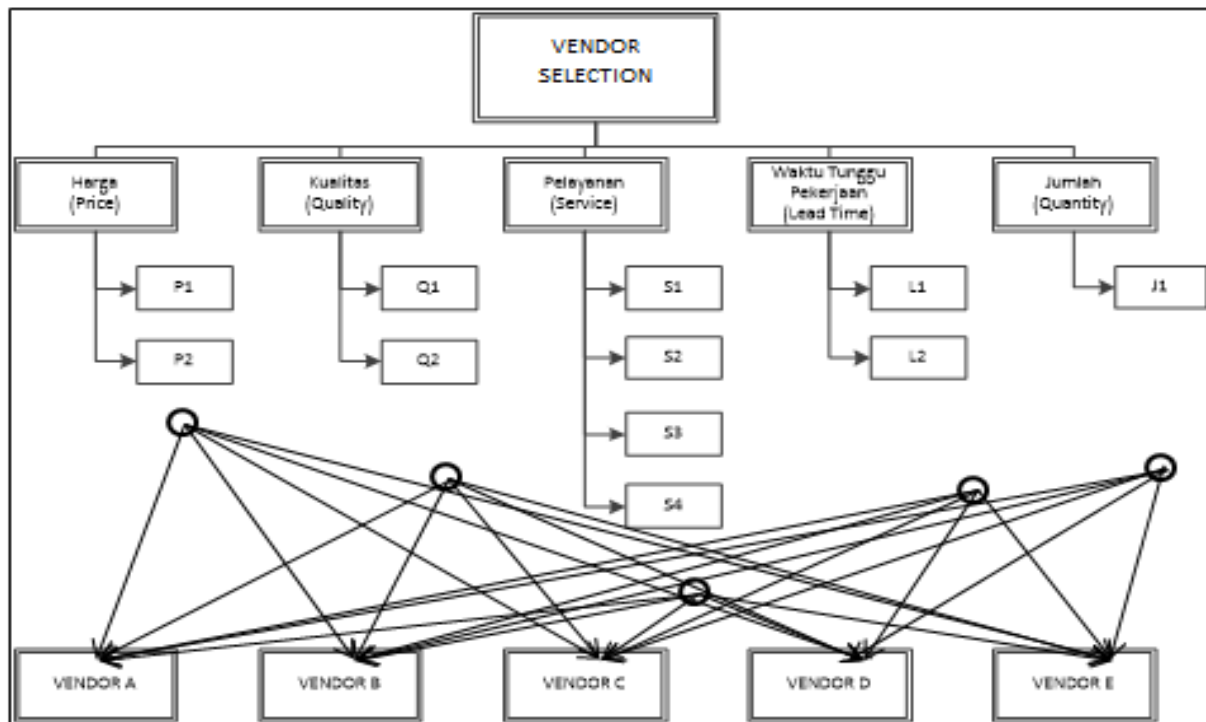 VENDOR
SELECTION
Harga
(Price)
Kualitas
(Quality)
Pelayanan
(Service)
Waktu Tunggu
Pekerjaan
(Lead Time)
Jumlah
(Quantity)
P1
Q1
S1
L1
J1
P2
Q2
S2
L2
S3
S4
VENDOR A
VENDOR B
VENDOR C
VENDOR D
VENDOR E